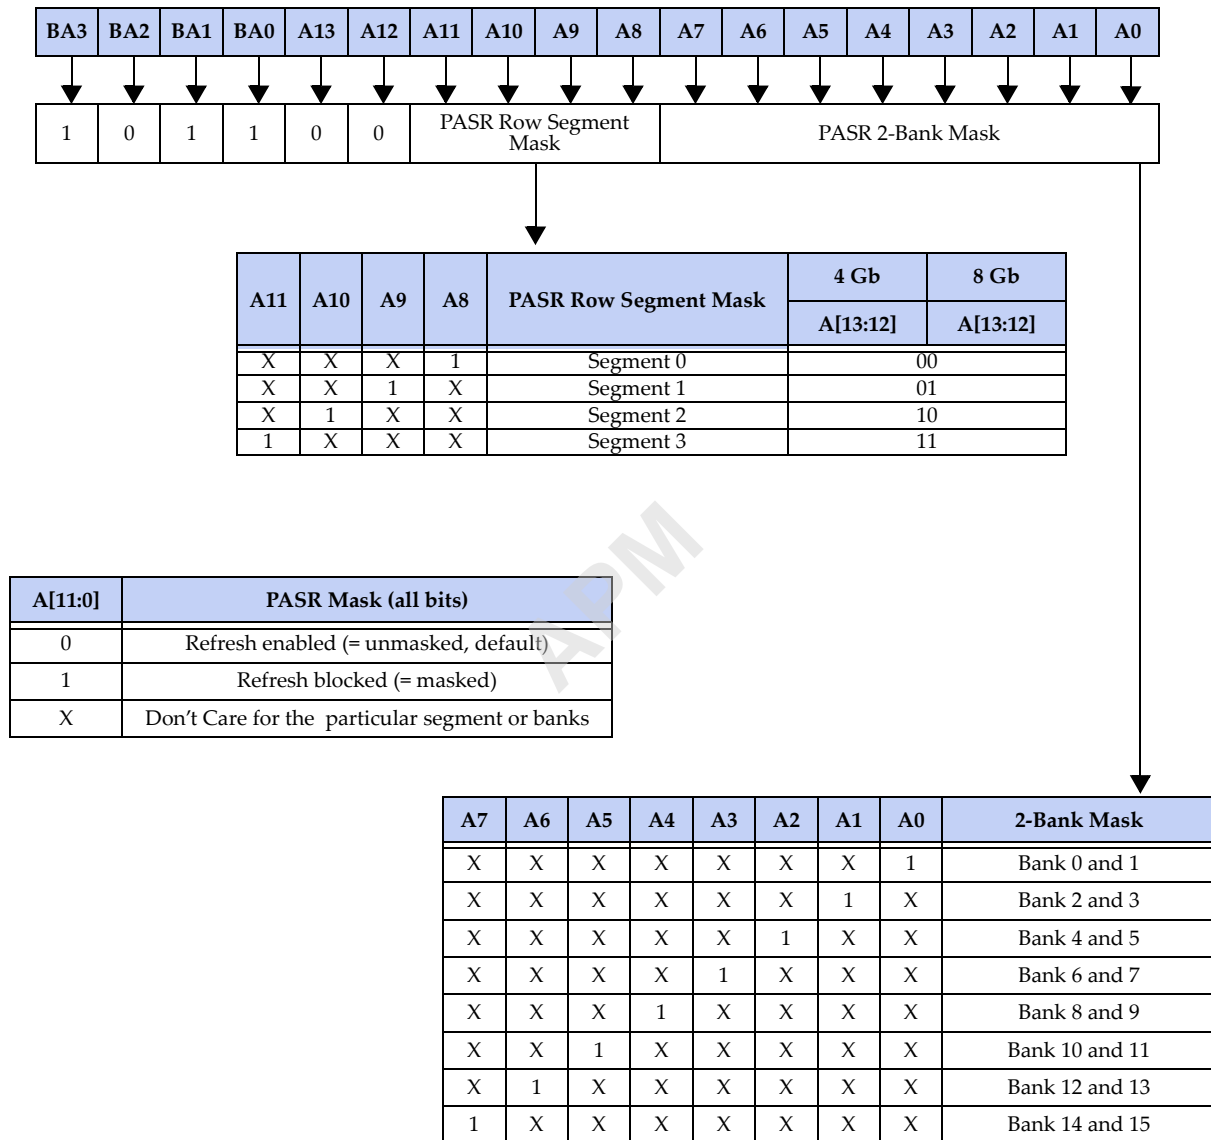 BA3 BA2 BA1 BA0 A13 A12 A11 A10 A9 A8 A7 A6 A5 A4 A3 A2 A1 A0
1 0 1 1 0 0 PASR Row Segment Mask PASR 2-Bank Mask
A11 A10 A9 A8 PASR Row Segment Mask 4 Gb 8 Gb
A[13:12] A[13:12]
X X X 1 Segment 0 00
X X 1 X Segment 1 01
X 1 X X Segment 2 10
1 X X X Segment 3 11
APM
A[11:0] PASR Mask (all bits)
0 Refresh enabled (= unmasked, default)
1 Refresh blocked (= masked)
X Don't Care for the particular segment or banks
A7 A6 A5 A4 A3 A2 A1 A0 2-Bank Mask
X X X X X X X 1 Bank 0 and 1
X X X X X X 1 X Bank 2 and 3
X X X X X 1 X X Bank 4 and 5
X X X X 1 X X X Bank 6 and 7
X X X 1 X X X X Bank 8 and 9
X X 1 X X X X X Bank 10 and 11
X 1 X X X X X X Bank 12 and 13
1 X X X X X X X Bank 14 and 15